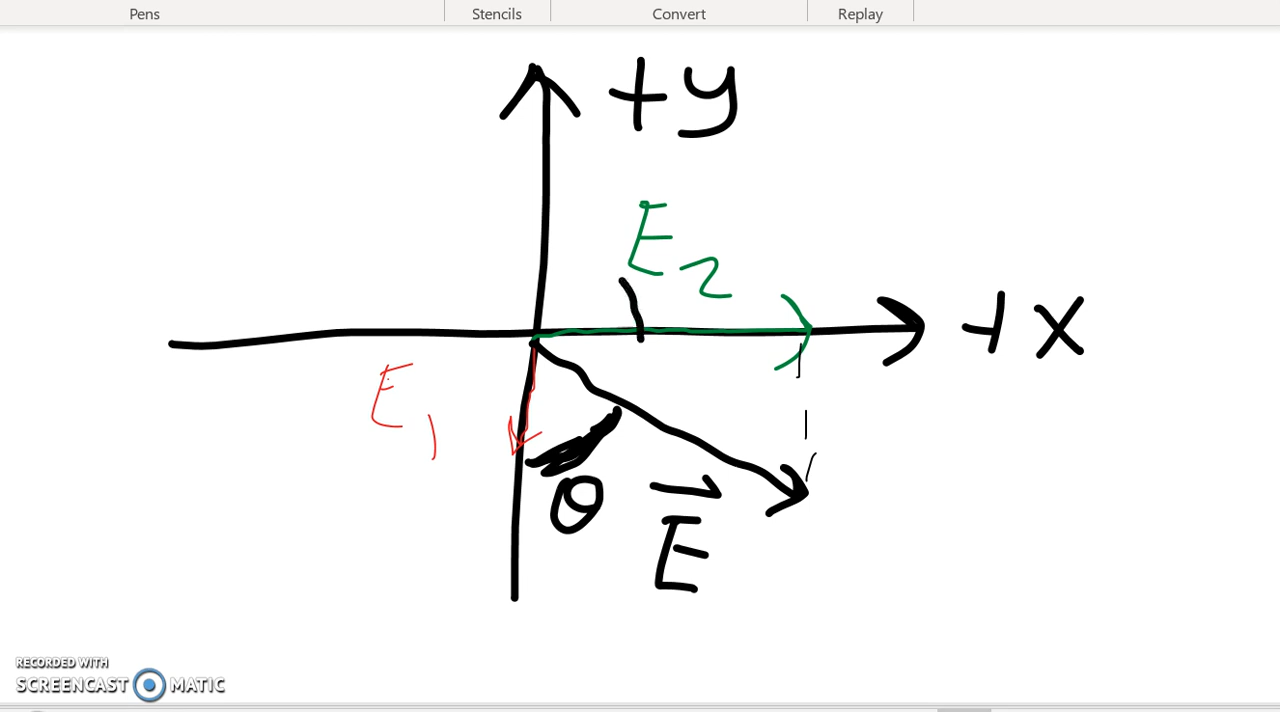 Pens Stencils Convert Replay
+y
E2
+x
E1
θ
E
RECORDED WITH
SCREENCAST MATIC